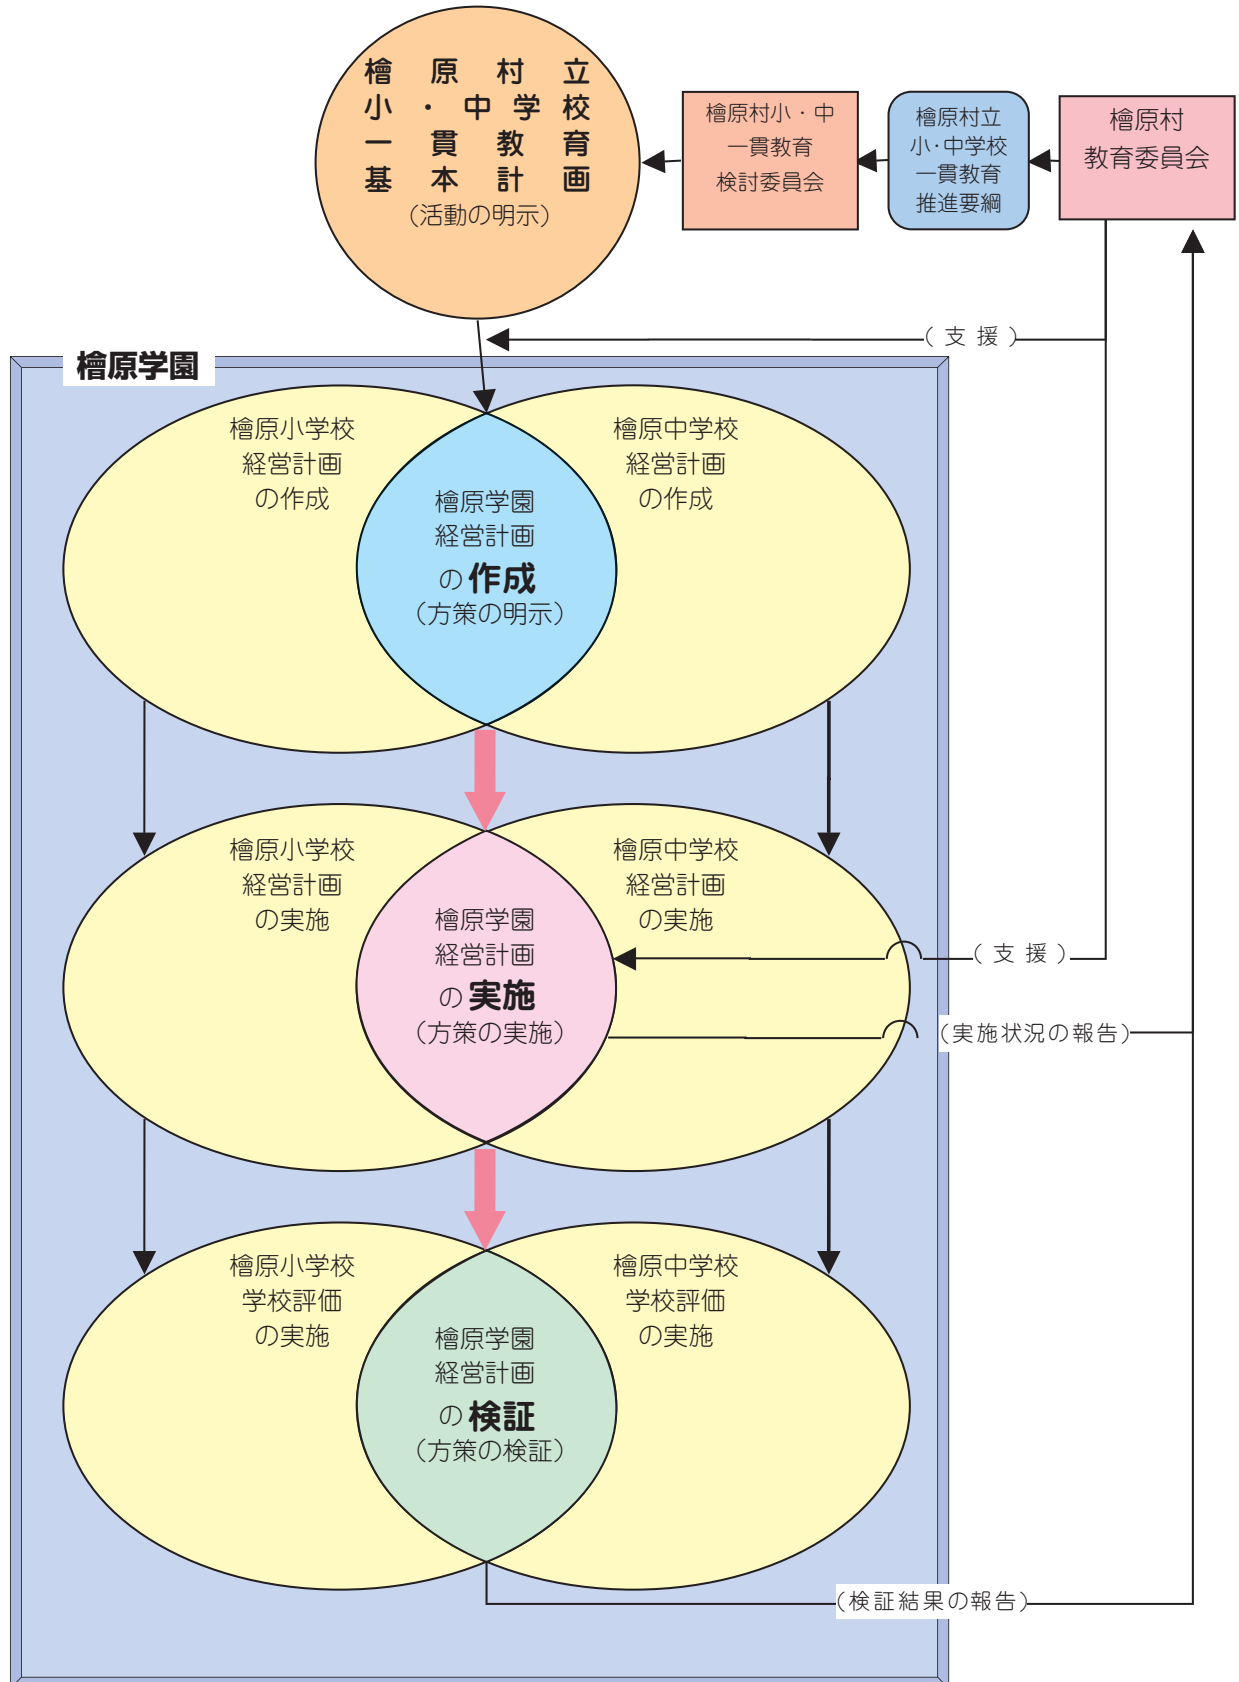 檜原村立
小・中学校
一貫教育
基本計画
（活動の明示）
檜原村小・中
一貫教育
検討委員会
檜原村立
小・中学校
一貫教育
推進要綱
檜原村
教育委員会
（支援）
檜原学園
檜原小学校
経営計画
の作成
檜原学園
経営計画
の作成
（方策の明示）
檜原中学校
経営計画
の作成
檜原小学校
経営計画
の実施
檜原学園
経営計画
の実施
（方策の実施）
檜原中学校
経営計画
の実施
（支援）
（実施状況の報告）
檜原小学校
学校評価
の実施
檜原学園
経営計画
の検証
（方策の検証）
檜原中学校
学校評価
の実施
（検証結果の報告）